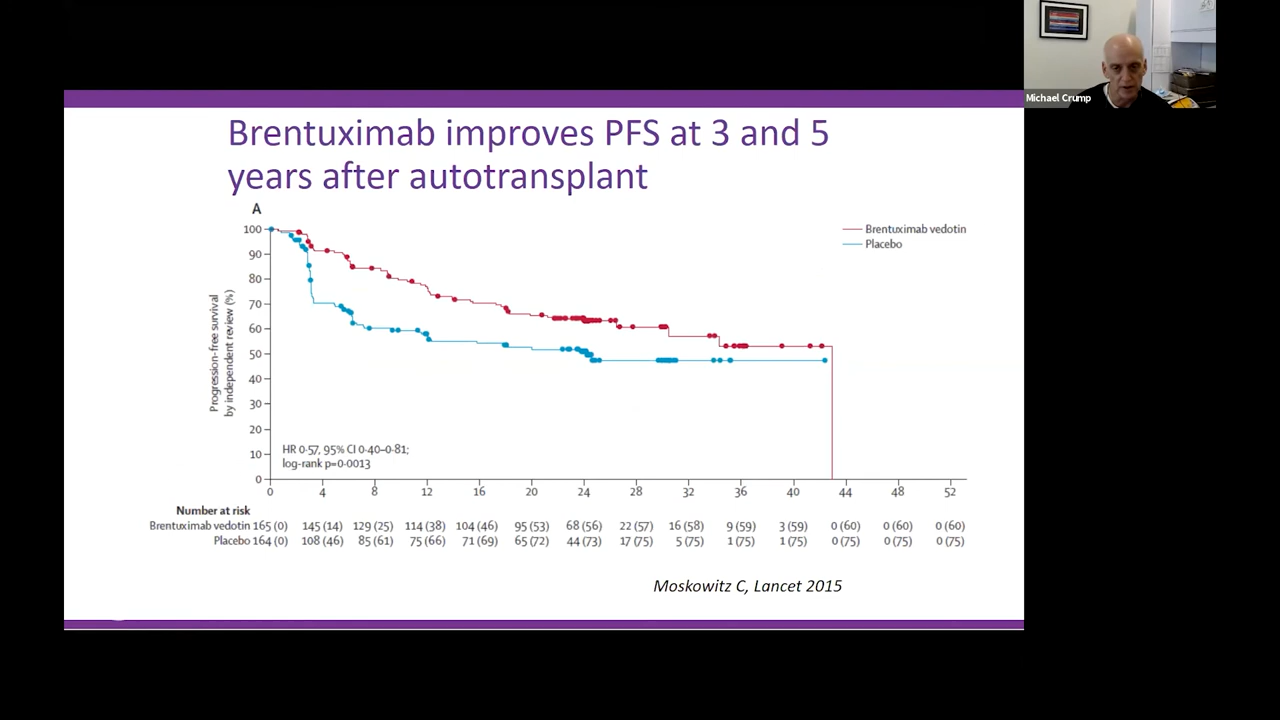 Michael Crump
Brentuximab improves PFS at 3 and 5
years after autotransplant
A
Brentuximab vedotin
Placebo
100
90
80
70
60
50
40
30
20
10
0
Progression-free survival
by independent review (%)
HR 0·57, 95% CI 0·40–0·81;
log-rank p=0·0013
0 4 8 12 16 20 24 28 32 36 40 44 48 52
Number at risk
Brentuximab vedotin 165 (0) 145 (14) 129 (25) 114 (38) 104 (46) 95 (53) 68 (56) 22 (57) 16 (58) 9 (59) 3 (59) 0 (60) 0 (60) 0 (60)
Placebo 164 (0) 108 (46) 85 (61) 75 (66) 71 (69) 65 (72) 44 (73) 17 (75) 5 (75) 1 (75) 1 (75) 0 (75) 0 (75) 0 (75)
Moskowitz C, Lancet 2015